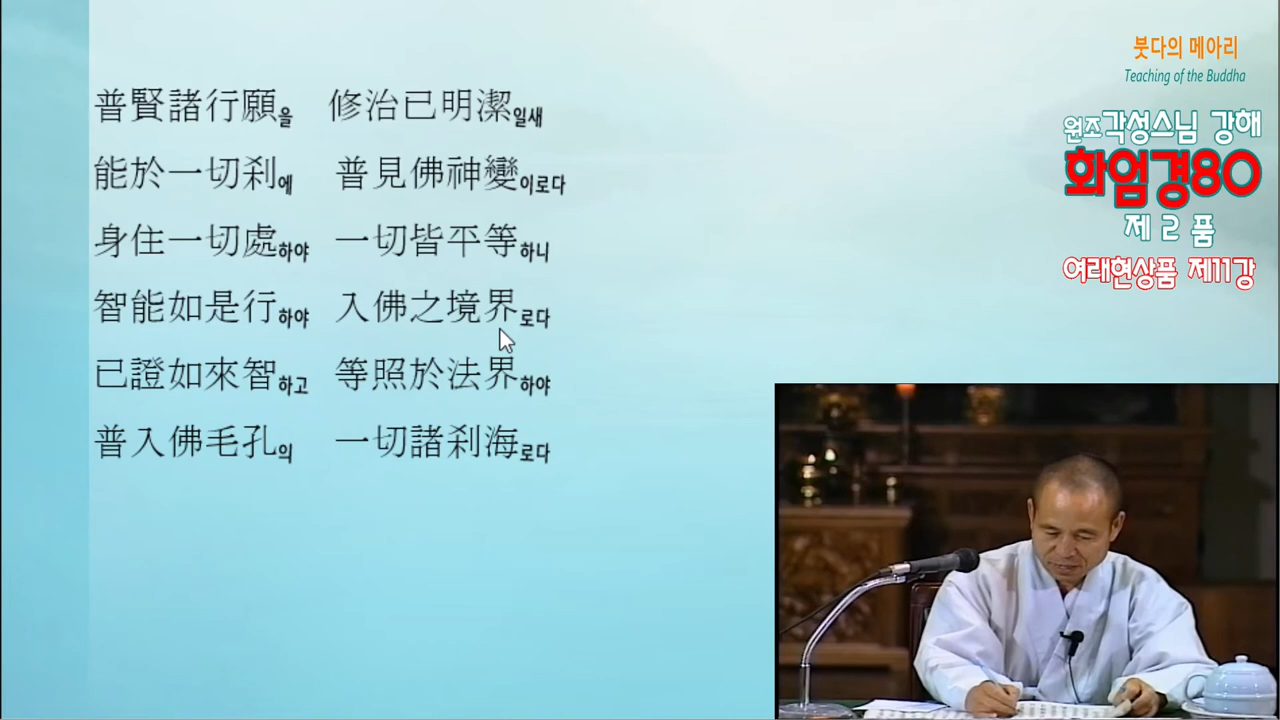 普賢諸行願을 修治已明潔일새
能於一切刹에 普見佛神變이로다
身住一切處하야 一切皆平等하니
智能如是行하야 入佛之境界로다
已證如來智하고 等照於法界하야
普入佛毛孔의 一切諸刹海로다
붓다의 메아리
Teaching of the Buddha
원조각성스님 강해
화엄경80
제2품
여래현상품 제11강